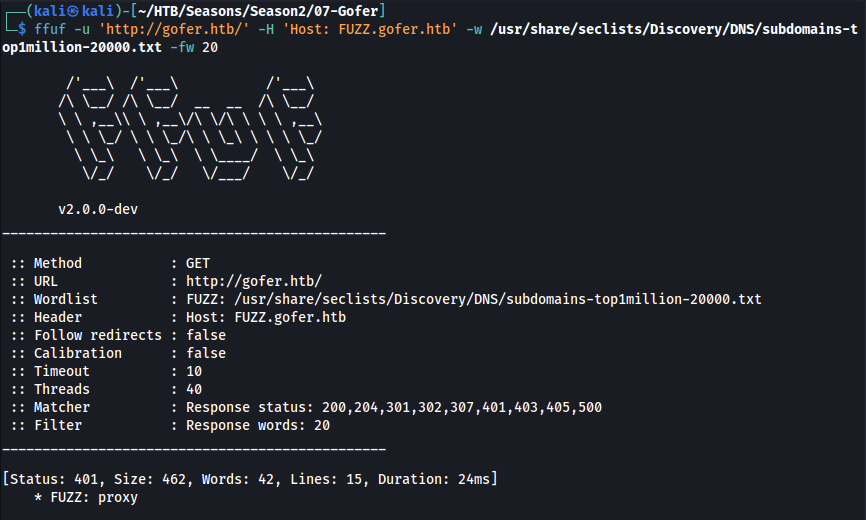 ┌──(kali㉿kali)-[~/HTB/Seasons/Season2/07-Gofer]
└─$ ffuf -u 'http://gofer.htb/' -H 'Host: FUZZ.gofer.htb' -w /usr/share/seclists/Discovery/DNS/subdomains-t
op1million-20000.txt -fw 20
        /'___\  /'___\           /'___\
       /\ \__/ /\ \__/  __  __  /\ \__/
       \ \ ,__\\ \ ,__\/\ \/\ \ \ \ ,__\
        \ \ \_/ \ \ \_/\ \ \_\ \ \ \ \_/
         \ \_\   \ \_\  \ \____/  \ \_\
          \/_/    \/_/   \/___/    \/_/
       v2.0.0-dev
________________________________________________
 :: Method           : GET
 :: URL              : http://gofer.htb/
 :: Wordlist         : FUZZ: /usr/share/seclists/Discovery/DNS/subdomains-top1million-20000.txt
 :: Header           : Host: FUZZ.gofer.htb
 :: Follow redirects : false
 :: Calibration      : false
 :: Timeout          : 10
 :: Threads          : 40
 :: Matcher          : Response status: 200,204,301,302,307,401,403,405,500
 :: Filter           : Response words: 20
________________________________________________
[Status: 401, Size: 462, Words: 42, Lines: 15, Duration: 24ms]
    * FUZZ: proxy